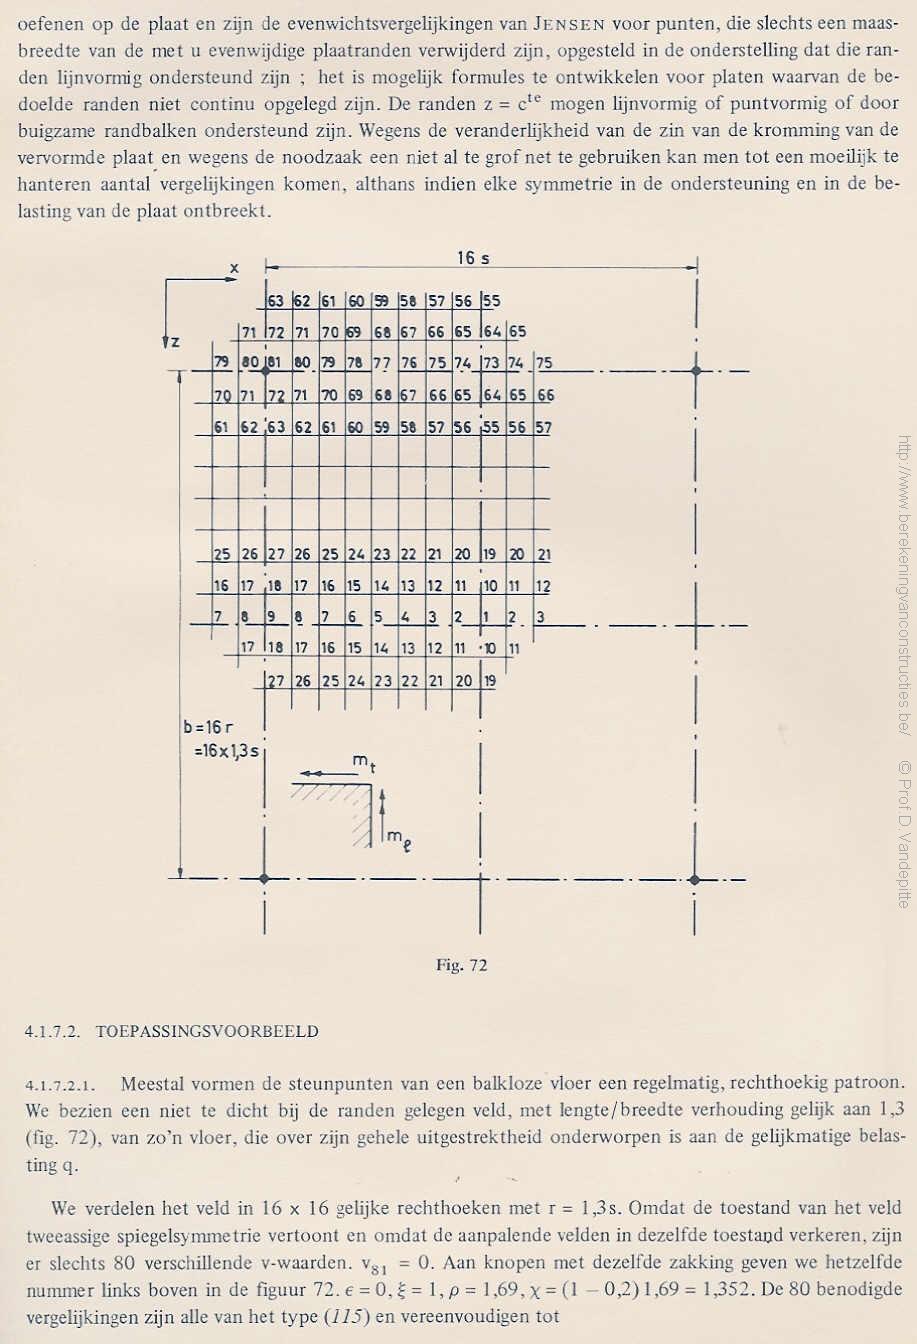 oefenen op de plaat en zijn de evenwichtsvergelijkingen van JENSEN voor punten, die slechts een maas-
breedte van de met u evenwijdige plaatranden verwijderd zijn, opgesteld in de onderstelling dat die ran-
den lijnvormig ondersteund zijn ; het is mogelijk formules te ontwikkelen voor platen waarvan de be-
doelde randen niet continu opgelegd zijn. De randen z = cᵗᵉ mogen lijnvormig of puntvormig of door
buigzame randbalken ondersteund zijn. Wegens de veranderlijkheid van de zin van de kromming van de
vervormde plaat en wegens de noodzaak een niet al te grof net te gebruiken kan men tot een moeilijk te
hanteren aantal vergelijkingen komen, althans indien elke symmetrie in de ondersteuning en in de be-
lasting van de plaat ontbreekt.
16 s
x
63 62 61 60 59 58 57 56 55
71 72 71 70 69 68 67 66 65 64 65
z
79 80 81 80 79 78 77 76 75 74 73 74 75
70 71 72 71 70 69 68 67 66 65 64 65 66
61 62 63 62 61 60 59 58 57 56 55 56 57
25 26 27 26 25 24 23 22 21 20 19 20 21
16 17 18 17 16 15 14 13 12 11 10 11 12
7 8 9 8 7 6 5 4 3 2 1 2 3
17 18 17 16 15 14 13 12 11 10 11
27 26 25 24 23 22 21 20 19
b=16 r
=16x1,3s
mₜ
mℓ
Fig. 72
4.1.7.2. TOEPASSINGSVOORBEELD
4.1.7.2.1. Meestal vormen de steunpunten van een balkloze vloer een regelmatig, rechthoekig patroon.
We bezien een niet te dicht bij de randen gelegen veld, met lengte/breedte verhouding gelijk aan 1,3
(fig. 72), van zo'n vloer, die over zijn gehele uitgestrektheid onderworpen is aan de gelijkmatige belas-
ting q.
We verdelen het veld in 16 x 16 gelijke rechthoeken met r = 1,3s. Omdat de toestand van het veld
tweeassige spiegelsymmetrie vertoont en omdat de aanpalende velden in dezelfde toestand verkeren, zijn
er slechts 80 verschillende v-waarden. v₈₁ = 0. Aan knopen met dezelfde zakking geven we hetzelfde
nummer links boven in de figuur 72. ϵ = 0, ξ = 1, ρ = 1,69, χ = (1 − 0,2) 1,69 = 1,352. De 80 benodigde
vergelijkingen zijn alle van het type (115) en vereenvoudigen tot
http://www.berekeningvanconstructies.be/ © Prof.D.Vandepitte